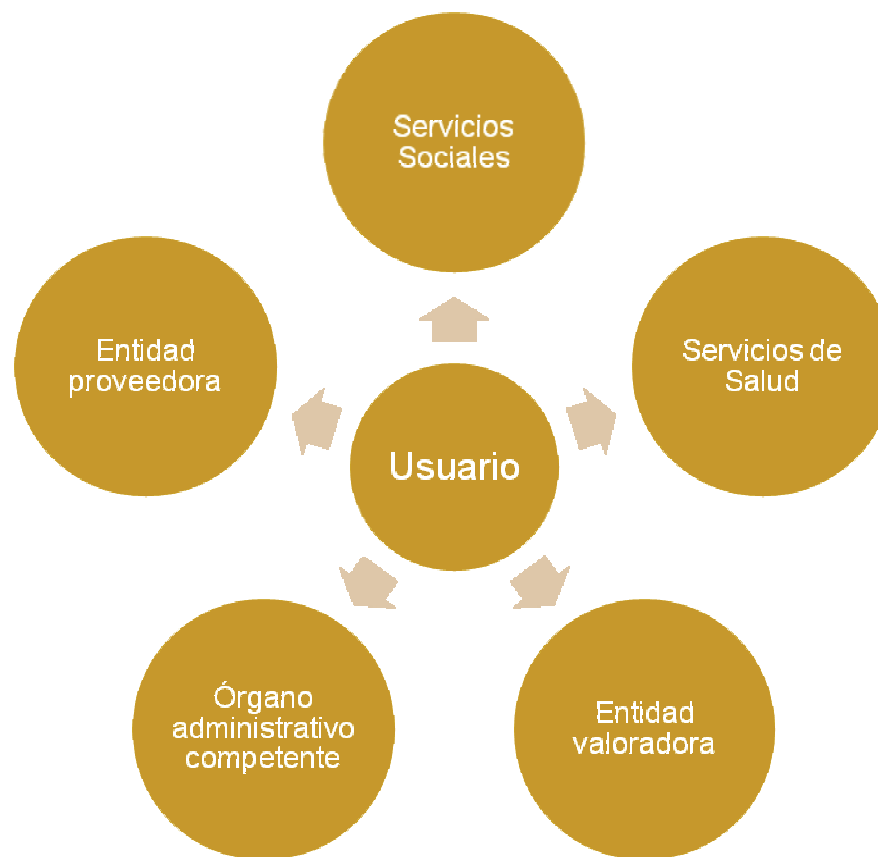 Servicios
Sociales
Entidad
proveedora
Servicios de
Salud
Usuario
Órgano
administrativo
competente
Entidad
valoradora